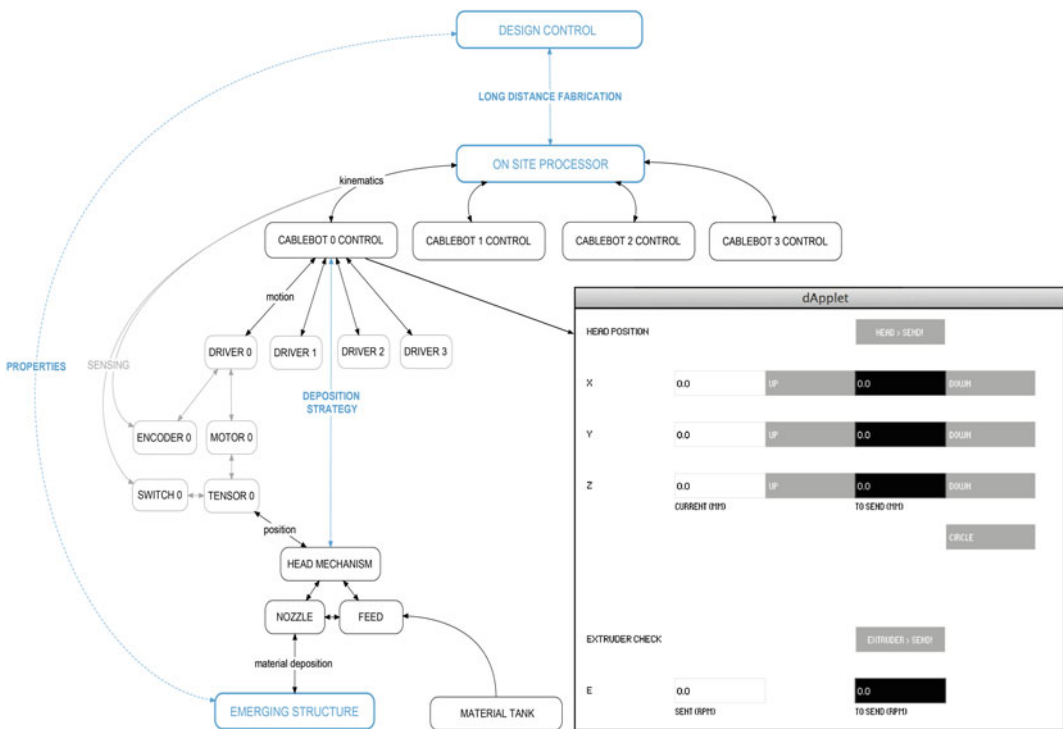 DESIGN CONTROL
LONG DISTANCE FABRICATION
ON SITE PROCESSOR
kinematics
CABLEBOT 0 CONTROL
CABLEBOT 1 CONTROL
CABLEBOT 2 CONTROL
CABLEBOT 3 CONTROL
motion
DRIVER 0
DRIVER 1
DRIVER 2
DRIVER 3
PROPERTIES
SENSING
DEPOSITION
STRATEGY
ENCODER 0
MOTOR 0
SWITCH 0
TENSOR 0
position
HEAD MECHANISM
NOZZLE
FEED
material deposition
EMERGING STRUCTURE
MATERIAL TANK
dApplet
HEAD POSITION
HEAD > SEND!
X
0.0
UP
0.0
DOWN
Y
0.0
UP
0.0
DOWN
Z
0.0
UP
0.0
DOWN
CURRENT (MM)
TO SEND (MM)
CIRCLE
EXTRUDER CHECK
EXTRUDER > SEND!
E
0.0
0.0
SENT (RPM)
TO SEND (RPM)